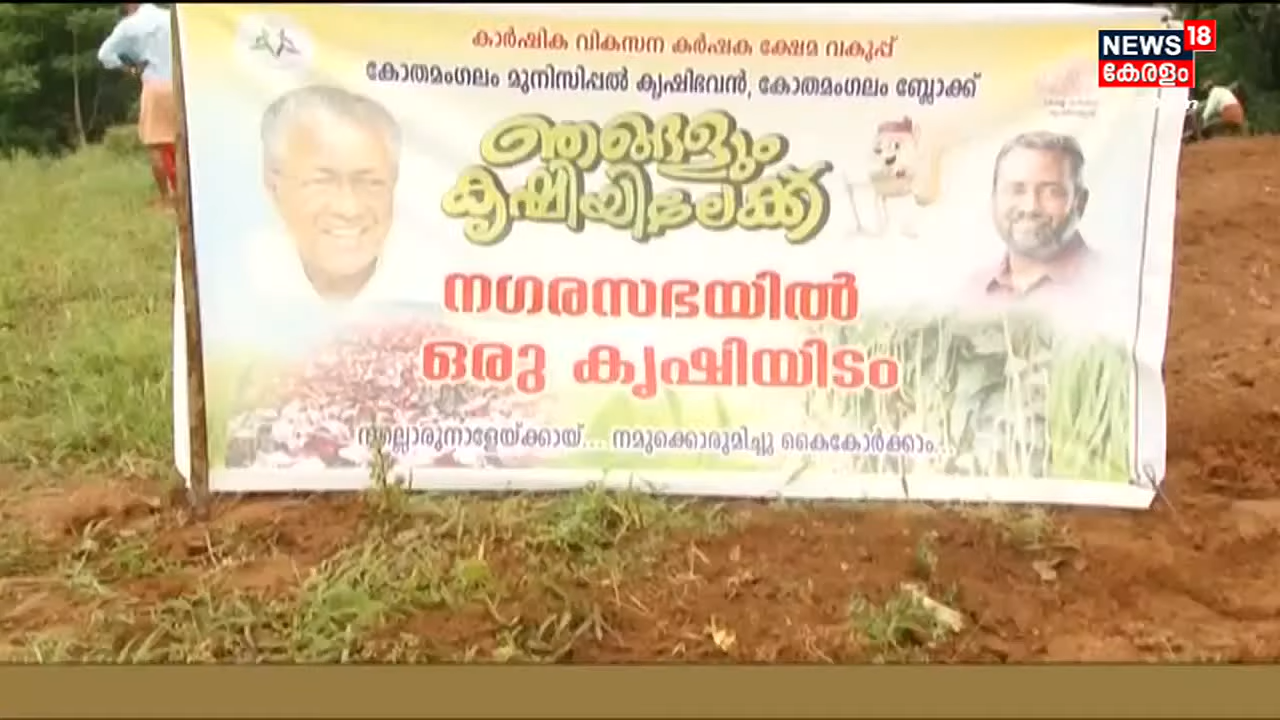 കാർഷിക വികസന കർഷക ക്ഷേമ വകുപ്പ്
കോതമംഗലം മുനിസിപ്പൽ കൃഷിഭവൻ, കോതമംഗലം ബ്ലോക്ക്
ഞങ്ങളും
കൃഷിയിലേക്ക്
നഗരസഭയിൽ
ഒരു കൃഷിയിടം
നല്ലൊരുനാളേയ്ക്കായ്.... നമുക്കൊരുമിച്ചു കൈകോർക്കാം...
NEWS 18
കേരളം